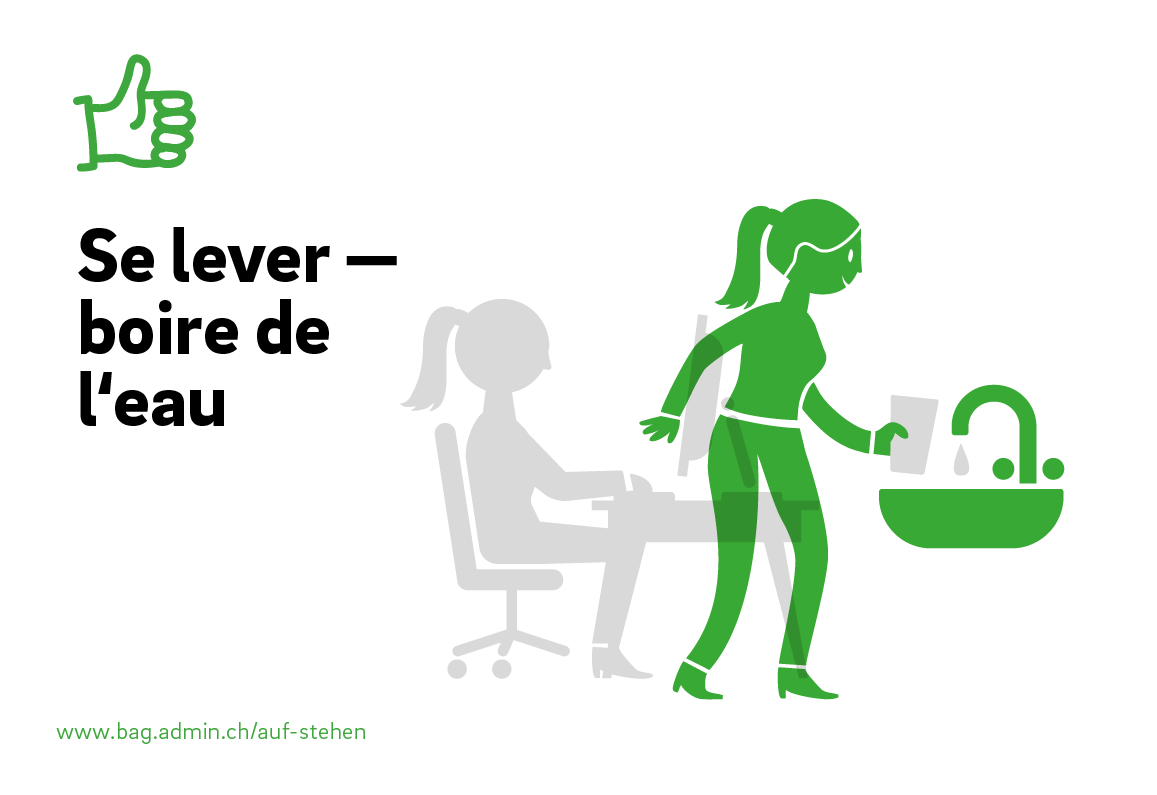 Se lever –
boire de
l‘eau
www.bag.admin.ch/auf-stehen